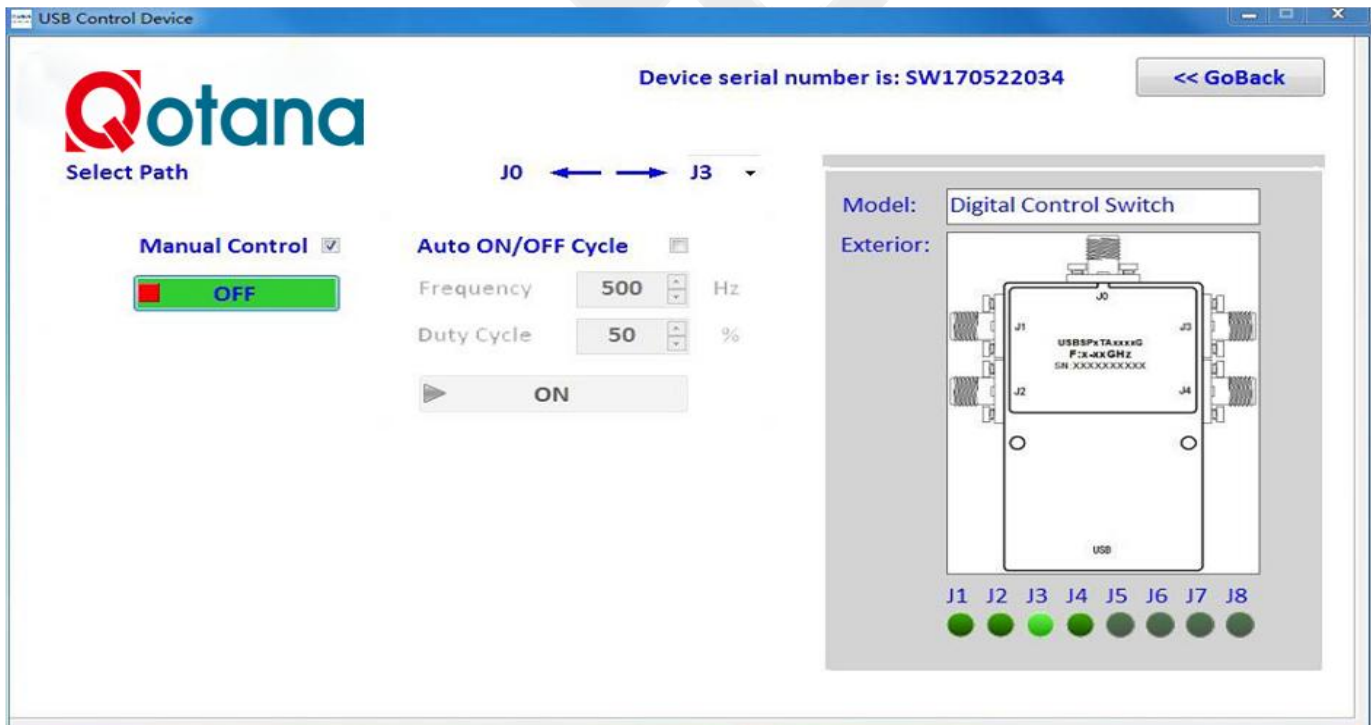 USB Control Device
Qotana
Device serial number is: SW170522034
<< GoBack
Select Path
J0
J3
Model:
Digital Control Switch
Manual Control
Auto ON/OFF Cycle
Exterior:
OFF
Frequency
500
Hz
Duty Cycle
50
%
ON
J0
J1
J3
USBSPxTAxxxxG
F:x-xxGHz
SN:XXXXXXXXXX
J2
J4
USB
J1 J2 J3 J4 J5 J6 J7 J8